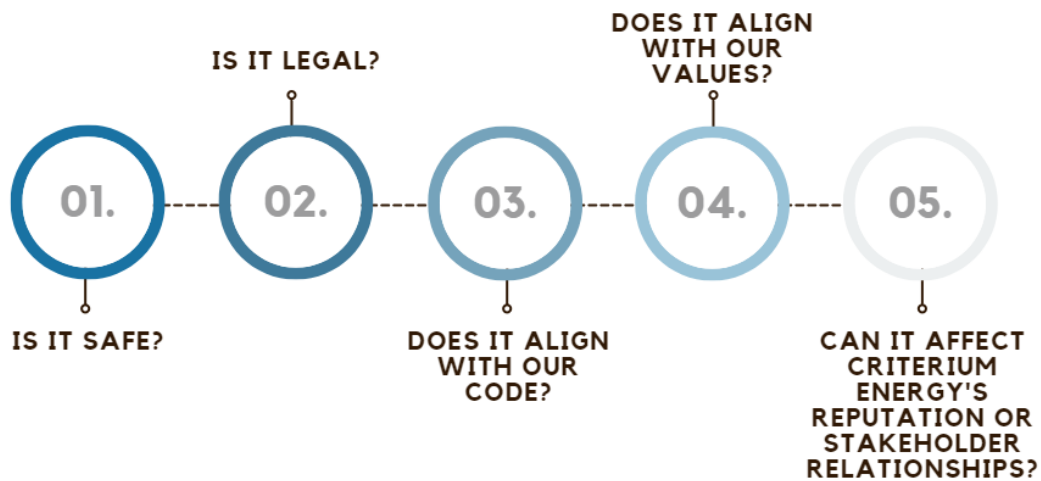 01.
IS IT SAFE?
02.
IS IT LEGAL?
03.
DOES IT ALIGN
WITH OUR
CODE?
04.
DOES IT ALIGN
WITH OUR
VALUES?
05.
CAN IT AFFECT
CRITERIUM
ENERGY'S
REPUTATION OR
STAKEHOLDER
RELATIONSHIPS?